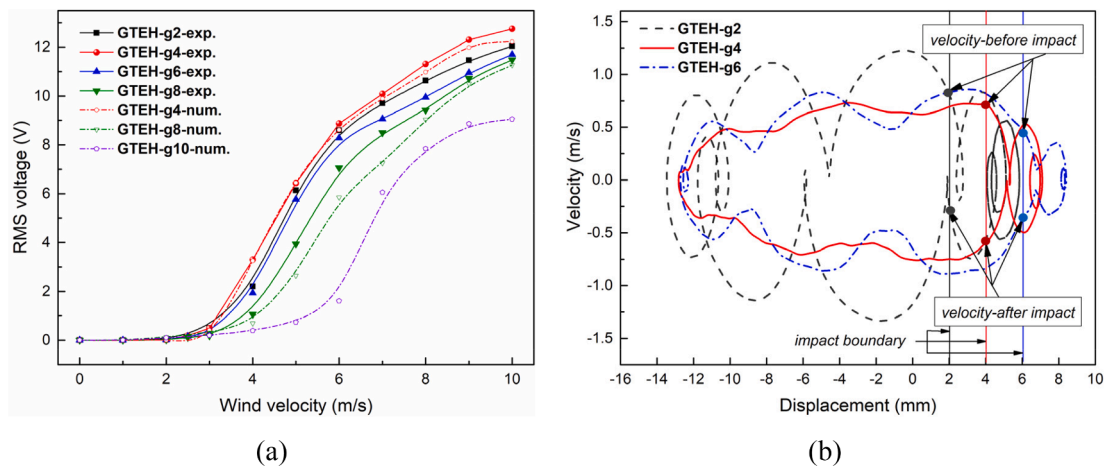 GTEH-g2-exp.
GTEH-g4-exp.
GTEH-g6-exp.
GTEH-g8-exp.
GTEH-g4-num.
GTEH-g8-num.
GTEH-g10-num.
12
10
8
6
4
2
0
RMS voltage (V)
0 2 4 6 8 10
Wind velocity (m/s)
(a)
GTEH-g2
GTEH-g4
GTEH-g6
velocity-before impact
velocity-after impact
impact boundary
1.5
1.0
0.5
0.0
-0.5
-1.0
-1.5
Velocity (m/s)
-16 -14 -12 -10 -8 -6 -4 -2 0 2 4 6 8 10
Displacement (mm)
(b)